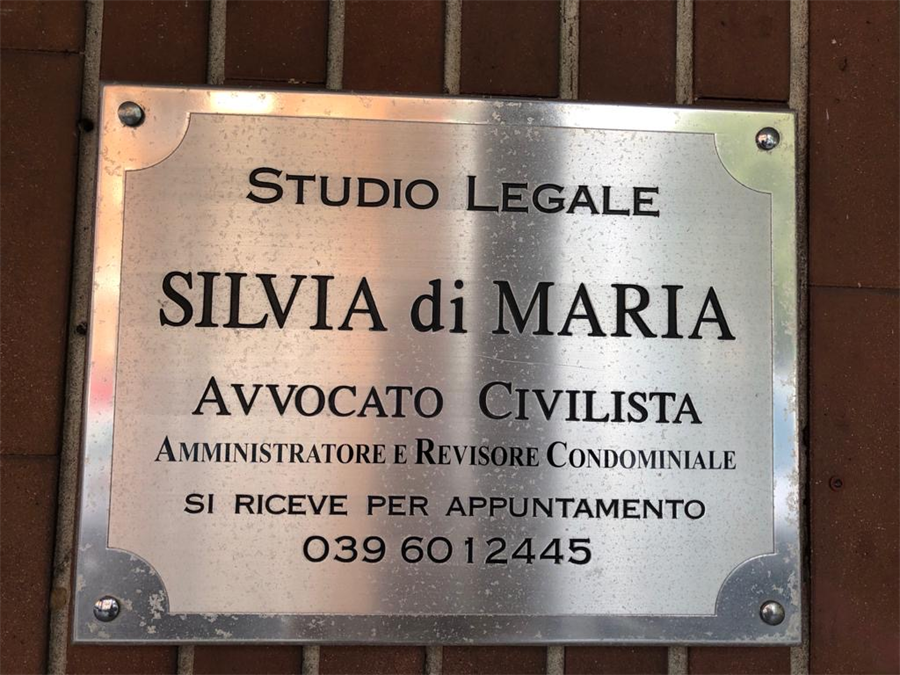 STUDIO LEGALE
SILVIA di MARIA
AVVOCATO CIVILISTA
AMMINISTRATORE E REVISORE CONDOMINIALE
SI RICEVE PER APPUNTAMENTO
039 6012445